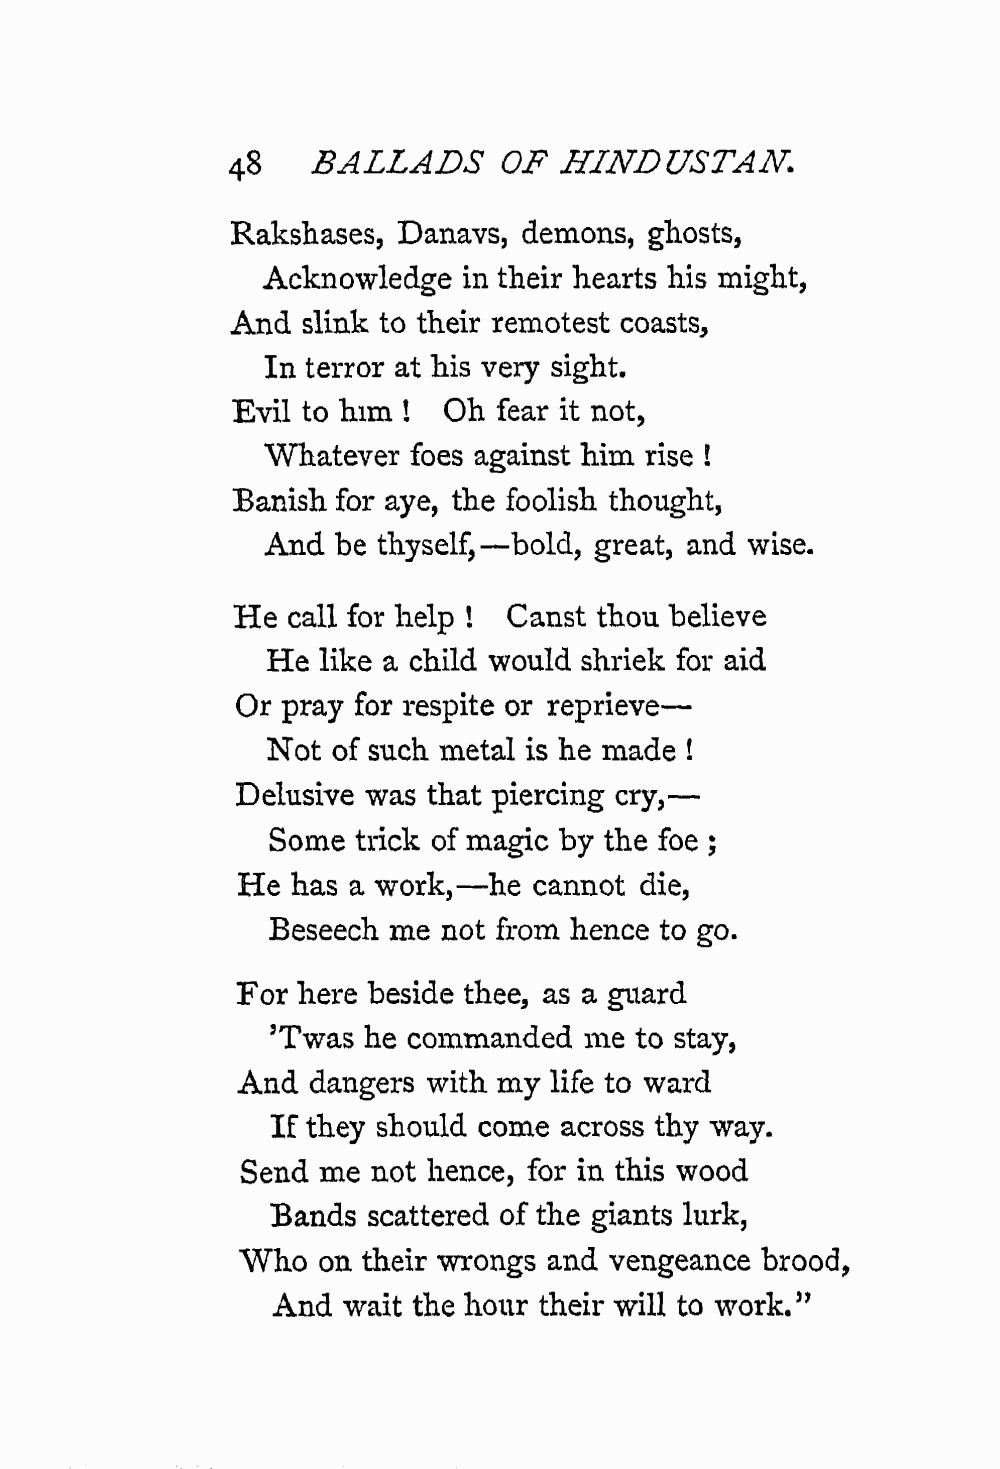 48 BALLADS OF HINDUSTAN.
Rakshases, Danavs, demons, ghosts,
Acknowledge in their hearts his might,
And slink to their remotest coasts,
In terror at his very sight.
Evil to him ! Oh fear it not,
Whatever foes against him rise !
Banish for aye, the foolish thought,
And be thyself,—bold, great, and wise.
He call for help ! Canst thou believe
He like a child would shriek for aid
Or pray for respite or reprieve—
Not of such metal is he made !
Delusive was that piercing cry,—
Some trick of magic by the foe ;
He has a work,—he cannot die,
Beseech me not from hence to go.
For here beside thee, as a guard
’Twas he commanded me to stay,
And dangers with my life to ward
If they should come across thy way.
Send me not hence, for in this wood
Bands scattered of the giants lurk,
Who on their wrongs and vengeance brood,
And wait the hour their will to work.”